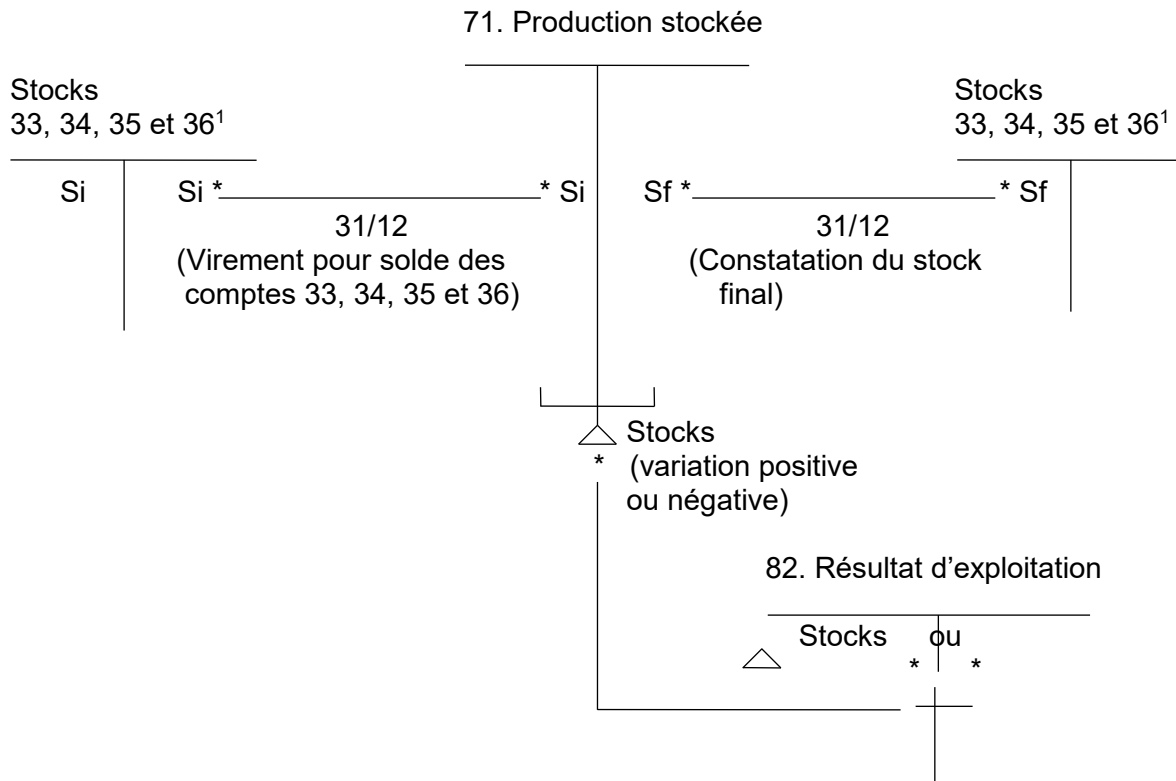 71. Production stockée
Stocks
33, 34, 35 et 36¹
Stocks
33, 34, 35 et 36¹
Si Si * * Si Sf * * Sf
31/12
(Virement pour solde des
comptes 33, 34, 35 et 36)
31/12
(Constatation du stock
final)
Stocks
* (variation positive
ou négative)
82. Résultat d’exploitation
Stocks ou
* *